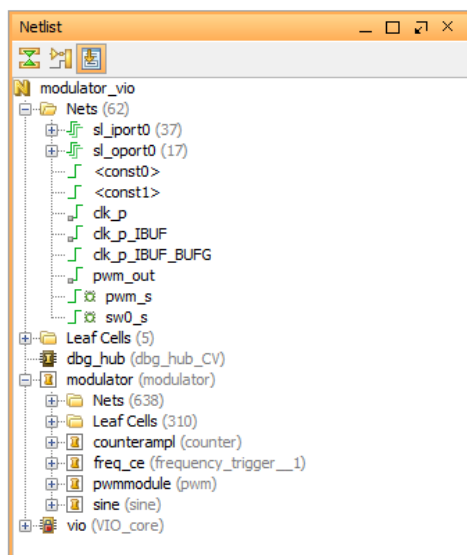 Netlist
modulator_vio
Nets (62)
sl_iport0 (37)
sl_oport0 (17)
<const0>
<const1>
clk_p
clk_p_IBUF
clk_p_IBUF_BUFG
pwm_out
pwm_s
sw0_s
Leaf Cells (5)
dbg_hub (dbg_hub_CV)
modulator (modulator)
Nets (638)
Leaf Cells (310)
counterampl (counter)
freq_ce (frequency_trigger__1)
pwmmodule (pwm)
sine (sine)
vio (VIO_core)